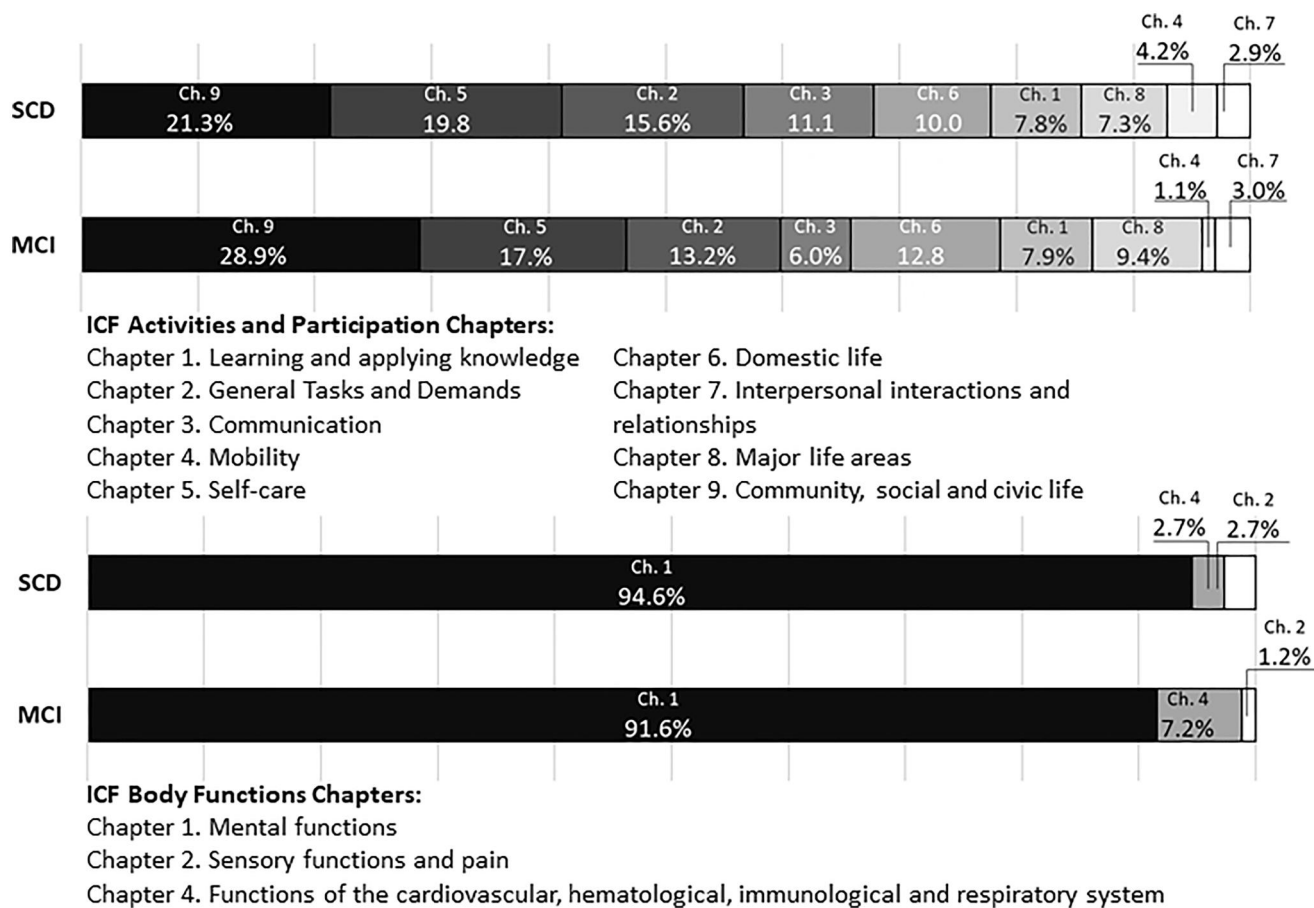 Ch. 4 Ch. 7
4.2% 2.9%
SCD Ch. 9 Ch. 5 Ch. 2 Ch. 3 Ch. 6 Ch. 1 Ch. 8
21.3% 19.8 15.6% 11.1 10.0 7.8% 7.3%
Ch. 4 Ch. 7
1.1% 3.0%
MCI Ch. 9 Ch. 5 Ch. 2 Ch. 3 Ch. 6 Ch. 1 Ch. 8
28.9% 17.% 13.2% 6.0% 12.8 7.9% 9.4%
ICF Activities and Participation Chapters:
Chapter 1. Learning and applying knowledge
Chapter 2. General Tasks and Demands
Chapter 3. Communication
Chapter 4. Mobility
Chapter 5. Self-care
Chapter 6. Domestic life
Chapter 7. Interpersonal interactions and
relationships
Chapter 8. Major life areas
Chapter 9. Community, social and civic life
Ch. 4 Ch. 2
2.7% 2.7%
SCD Ch. 1
94.6%
Ch. 2
1.2%
MCI Ch. 1 Ch. 4
91.6% 7.2%
ICF Body Functions Chapters:
Chapter 1. Mental functions
Chapter 2. Sensory functions and pain
Chapter 4. Functions of the cardiovascular, hematological, immunological and respiratory system